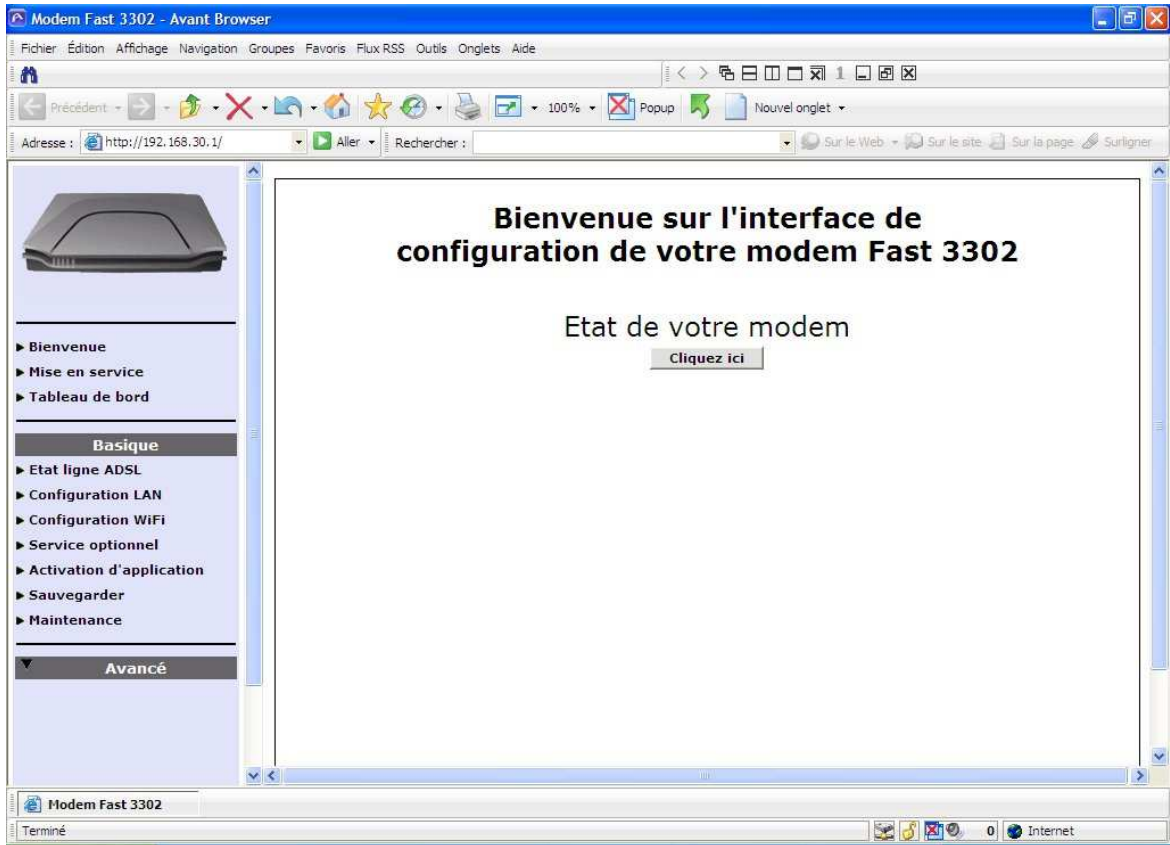 Modem Fast 3302 - Avant Browser
Fichier Édition Affichage Navigation Groupes Favoris Flux RSS Outils Onglets Aide
1
Précédent 100% Popup Nouvel onglet
Adresse : http://192.168.30.1/ Aller Rechercher : Sur le Web Sur le site Sur la page Surligner
Bienvenue sur l'interface de
configuration de votre modem Fast 3302
Etat de votre modem
Cliquez ici
Bienvenue
Mise en service
Tableau de bord
Basique
Etat ligne ADSL
Configuration LAN
Configuration WiFi
Service optionnel
Activation d'application
Sauvegarder
Maintenance
Avancé
Modem Fast 3302
Terminé 0 Internet